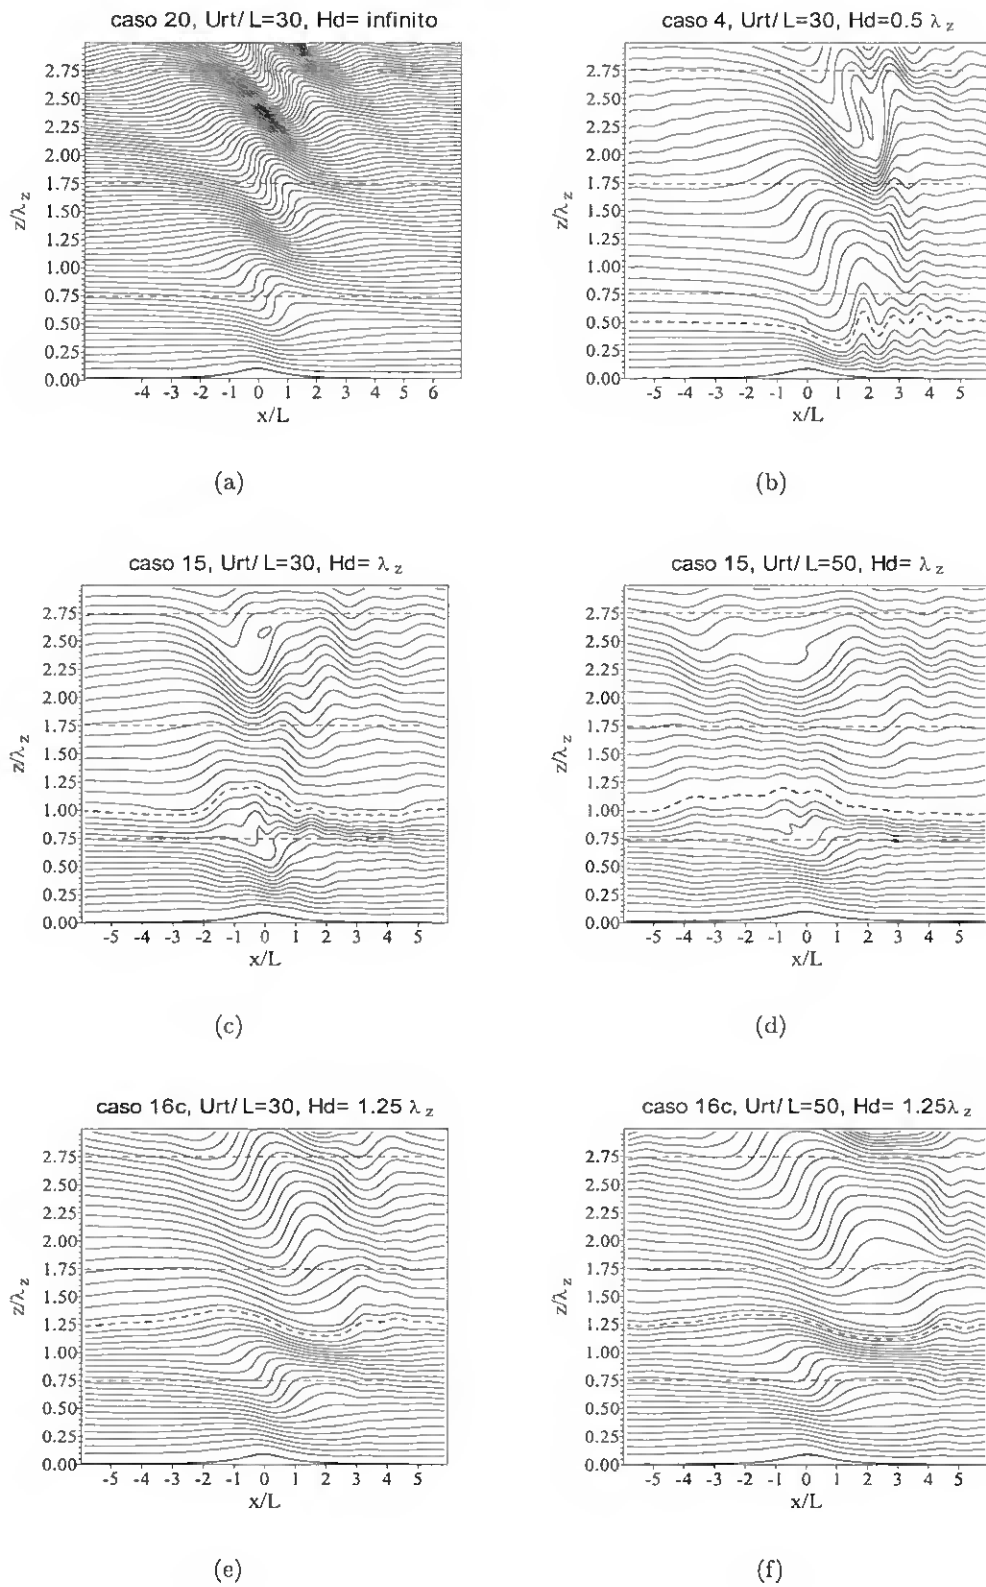 caso 20, Urt/ L=30, Hd= infinito
caso 4, Urt/L=30, Hd=0.5 λ z
2.75
2.50
2.25
2.00
1.75
1.50
1.25
1.00
0.75
0.50
0.25
0.00
z/λz
-4 -3 -2 -1 0 1 2 3 4 5 6
x/L
2.75
2.50
2.25
2.00
1.75
1.50
1.25
1.00
0.75
0.50
0.25
0.00
z/λz
-5 -4 -3 -2 -1 0 1 2 3 4 5
x/L
(a)
(b)
caso 15, Urt/ L=30, Hd= λ z
caso 15, Urt/ L=50, Hd= λ z
2.75
2.50
2.25
2.00
1.75
1.50
1.25
1.00
0.75
0.50
0.25
0.00
z/λz
-5 -4 -3 -2 -1 0 1 2 3 4 5
x/L
2.75
2.50
2.25
2.00
1.75
1.50
1.25
1.00
0.75
0.50
0.25
0.00
z/λz
-5 -4 -3 -2 -1 0 1 2 3 4 5
x/L
(c)
(d)
caso 16c, Urt/ L=30, Hd= 1.25 λ z
caso 16c, Urt/ L=50, Hd= 1.25λ z
2.75
2.50
2.25
2.00
1.75
1.50
1.25
1.00
0.75
0.50
0.25
0.00
z/λz
-5 -4 -3 -2 -1 0 1 2 3 4 5
x/L
2.75
2.50
2.25
2.00
1.75
1.50
1.25
1.00
0.75
0.50
0.25
0.00
z/λz
-5 -4 -3 -2 -1 0 1 2 3 4 5
x/L
(e)
(f)